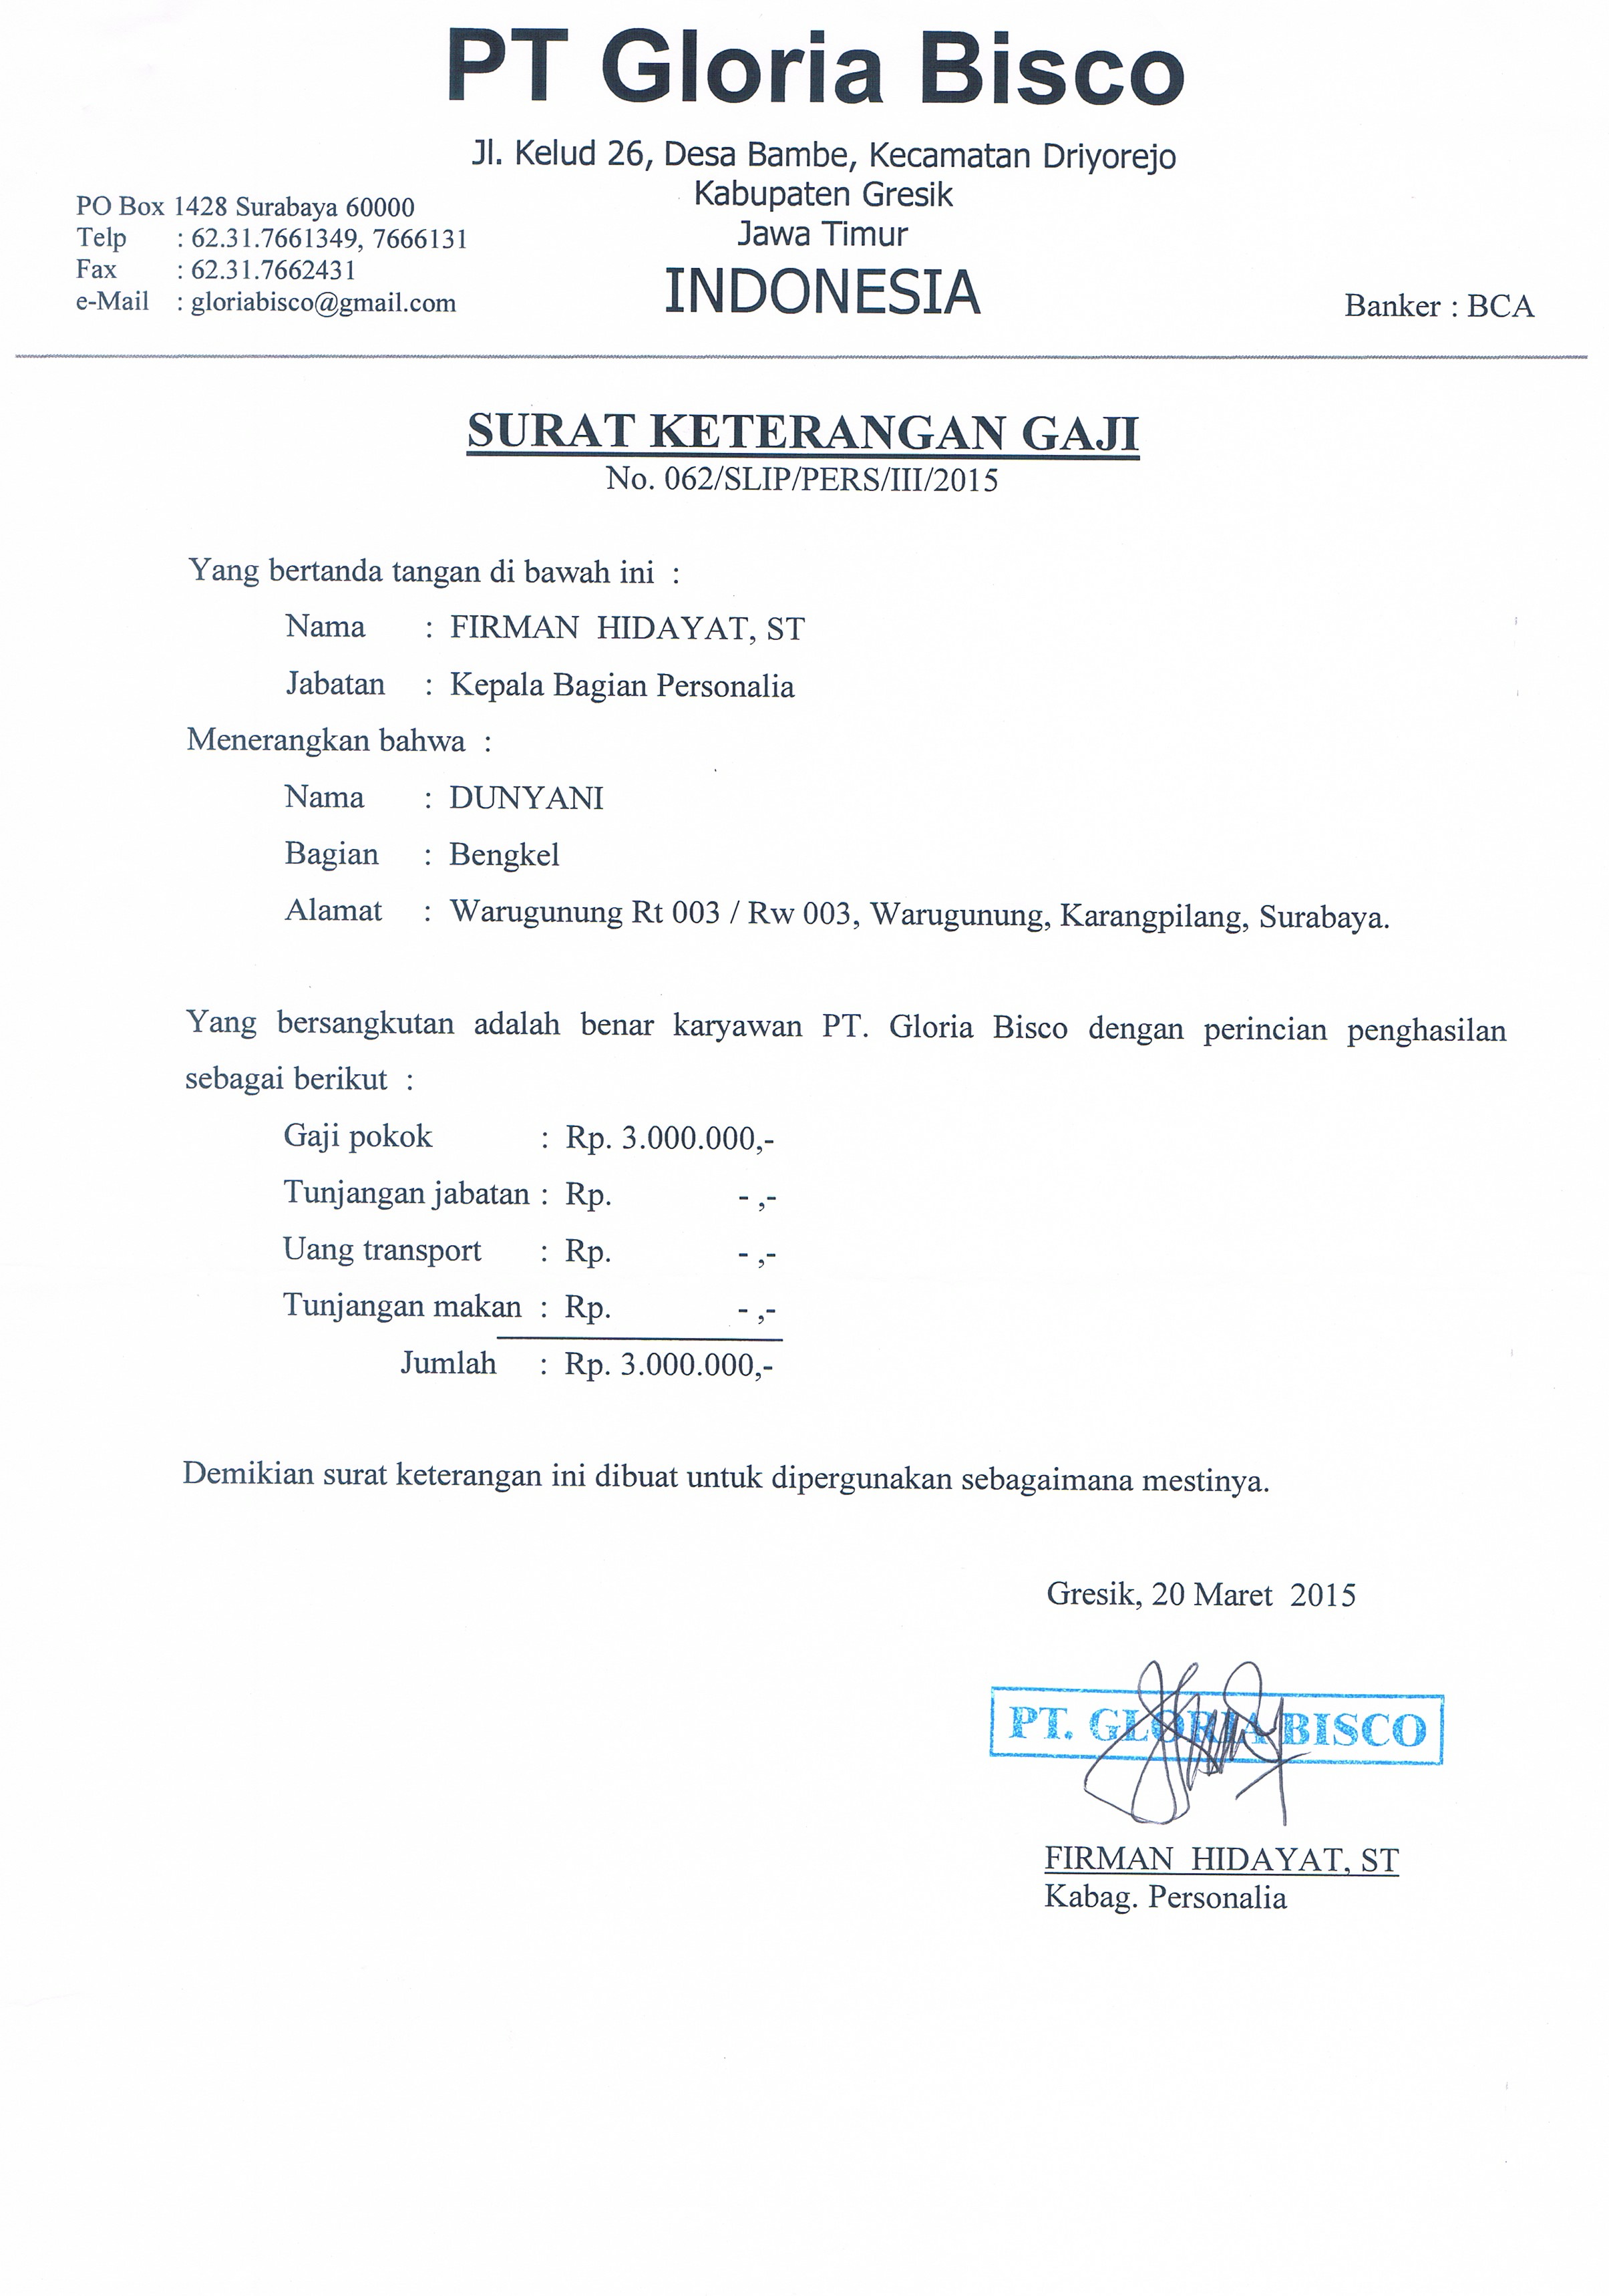 PT Gloria Bisco
Jl. Kelud 26, Desa Bambe, Kecamatan Driyorejo
Kabupaten Gresik
Jawa Timur
INDONESIA
PO Box 1428 Surabaya 60000
Telp : 62.31.7661349, 7666131
Fax : 62.31.7662431
e-Mail : gloriabisco@gmail.com
Banker : BCA
SURAT KETERANGAN GAJI
No. 062/SLIP/PERS/III/2015
Yang bertanda tangan di bawah ini :
Nama : FIRMAN HIDAYAT, ST
Jabatan : Kepala Bagian Personalia
Menerangkan bahwa :
Nama : DUNYANI
Bagian : Bengkel
Alamat : Warugunung Rt 003 / Rw 003, Warugunung, Karangpilang, Surabaya.
Yang bersangkutan adalah benar karyawan PT. Gloria Bisco dengan perincian penghasilan
sebagai berikut :
Gaji pokok : Rp. 3.000.000,-
Tunjangan jabatan : Rp. - ,-
Uang transport : Rp. - ,-
Tunjangan makan : Rp. - ,-
Jumlah : Rp. 3.000.000,-
Demikian surat keterangan ini dibuat untuk dipergunakan sebagaimana mestinya.
Gresik, 20 Maret 2015
PT. GLORIA BISCO
FIRMAN HIDAYAT, ST
Kabag. Personalia